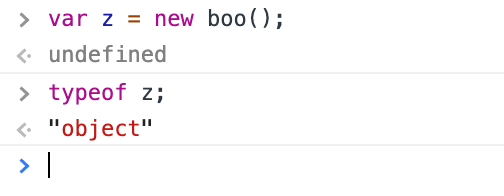 > var z = new boo();
< undefined
> typeof z;
< "object"
>